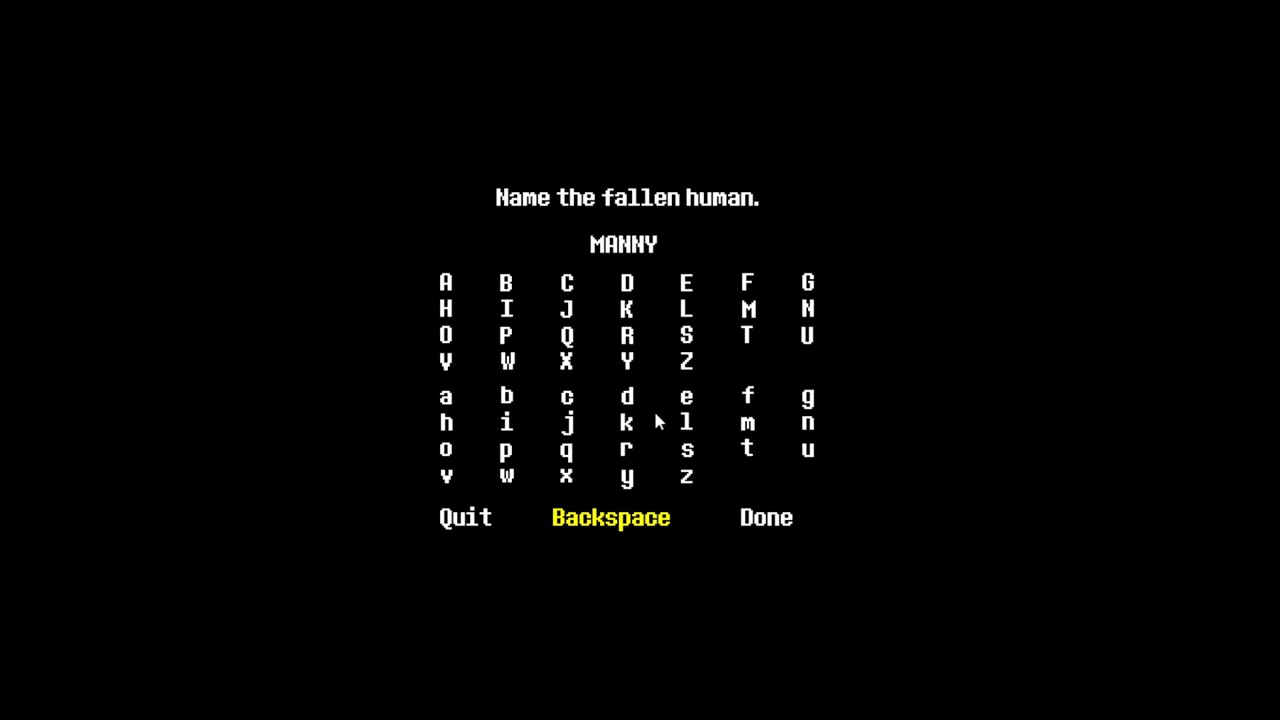 Name the fallen human.
MANNY
A B C D E F G
H I J K L M N
O P Q R S T U
V W X Y Z
a b c d e f g
h i j k l m n
o p q r s t u
v w x y z
Quit Backspace Done